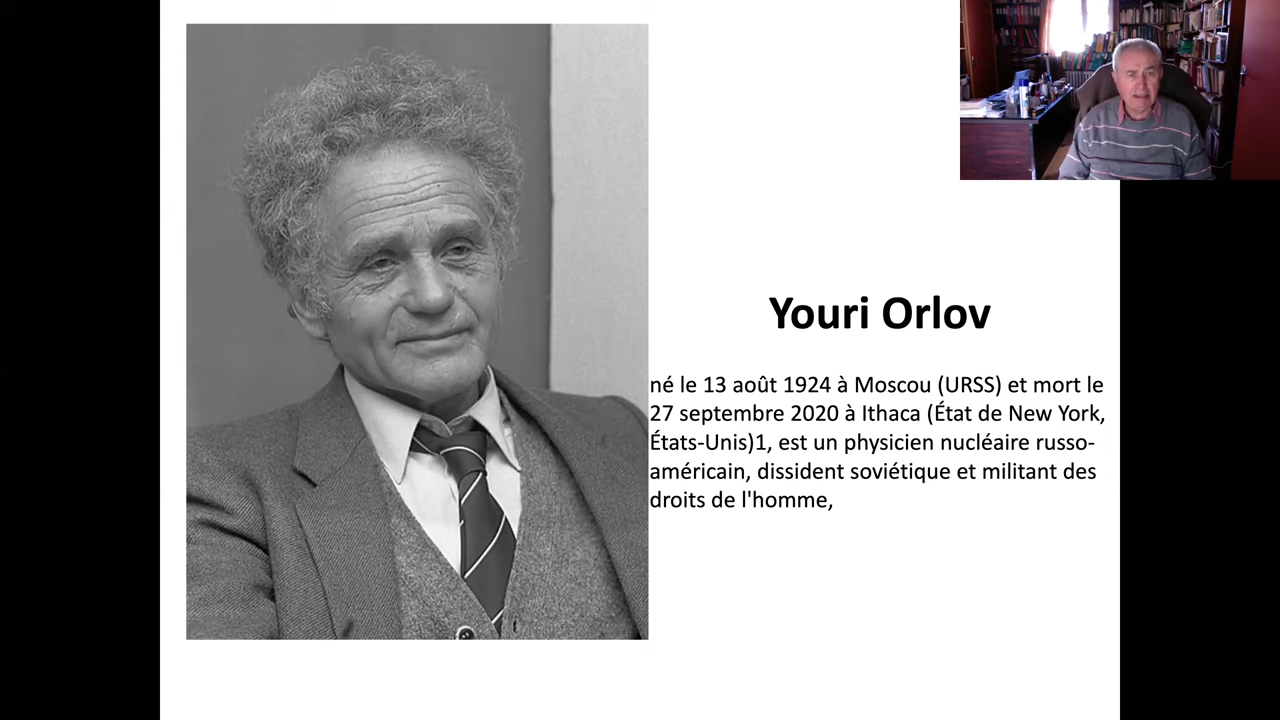 Youri Orlov
né le 13 août 1924 à Moscou (URSS) et mort le
27 septembre 2020 à Ithaca (État de New York,
États-Unis)1, est un physicien nucléaire russo-
américain, dissident soviétique et militant des
droits de l'homme,